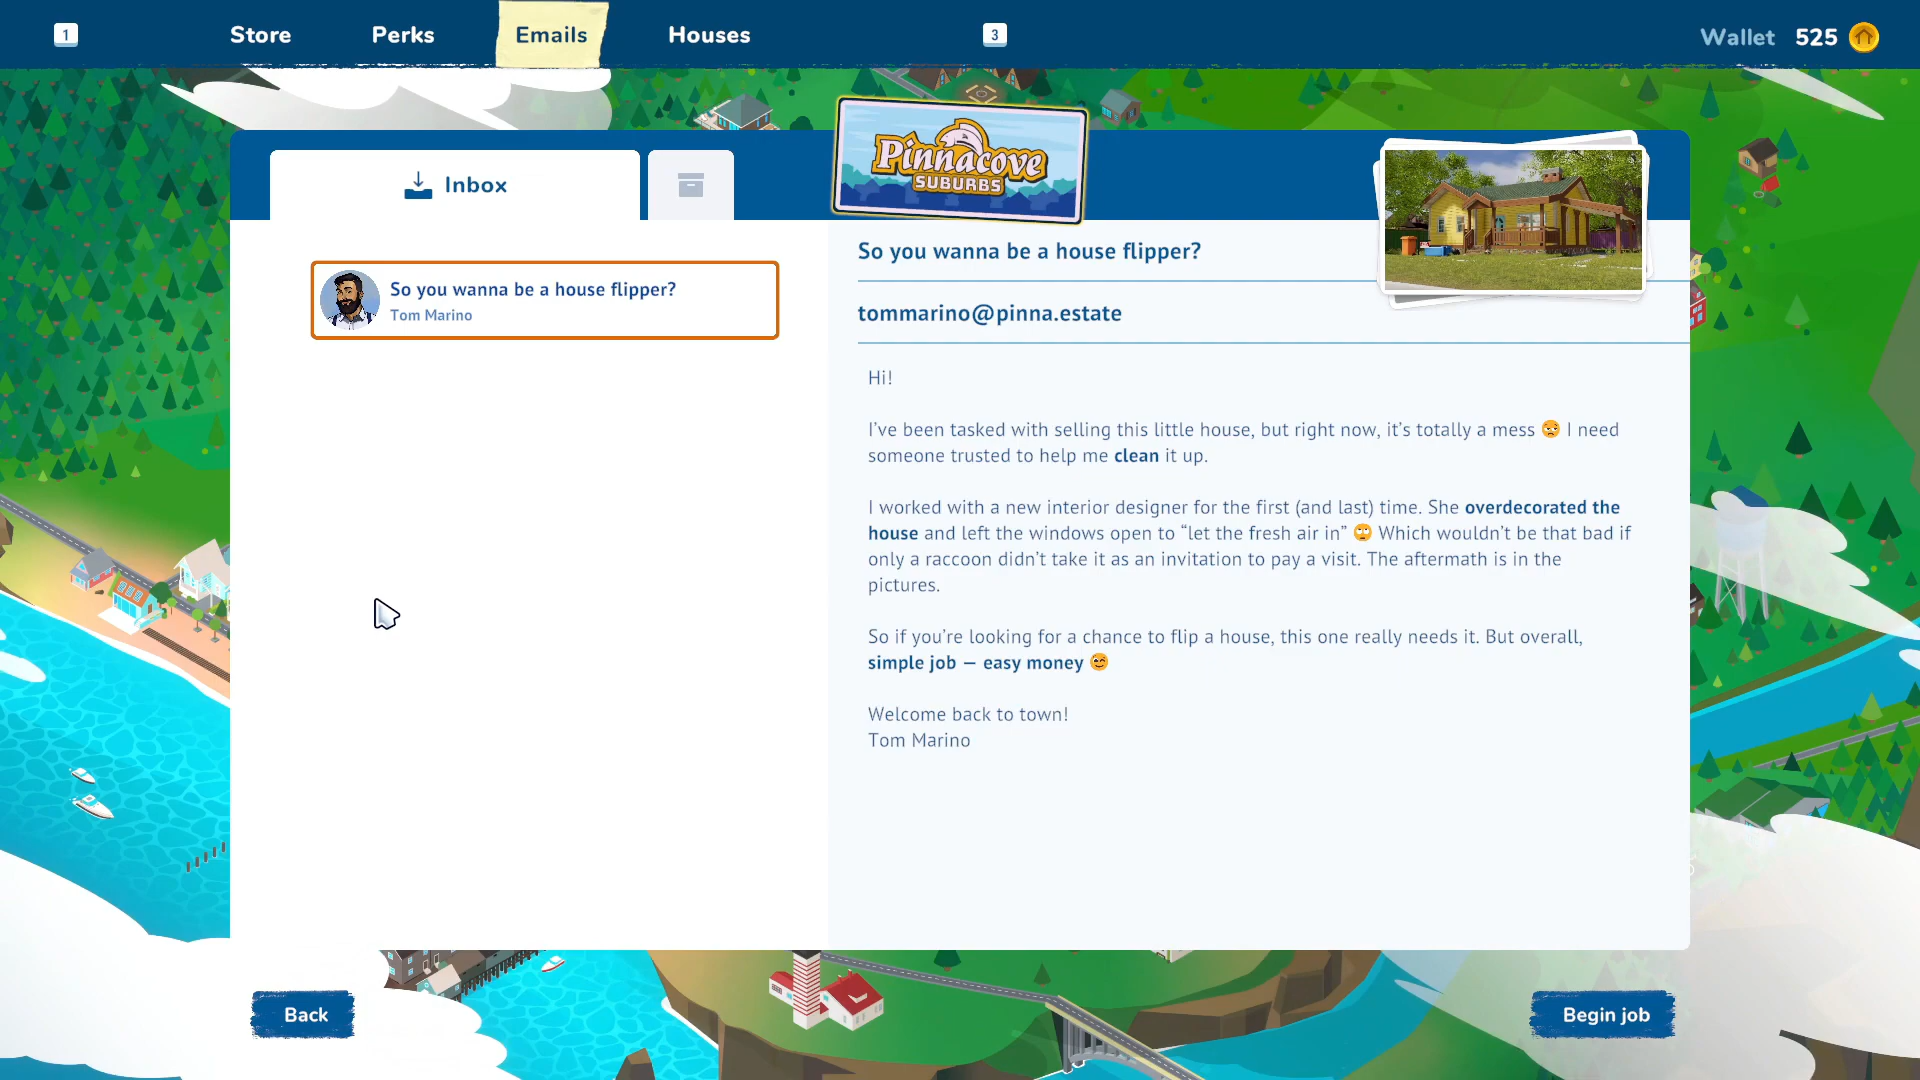 1 Store Perks Emails Houses 3 Wallet 525
Pinnacove
SUBURBS
Inbox
So you wanna be a house flipper?
Tom Marino
So you wanna be a house flipper?
tommarino@pinna.estate
Hi!
I've been tasked with selling this little house, but right now, it's totally a mess 😟 I need
someone trusted to help me clean it up.
I worked with a new interior designer for the first (and last) time. She overdecorated the
house and left the windows open to “let the fresh air in” 🙄 Which wouldn't be that bad if
only a raccoon didn't take it as an invitation to pay a visit. The aftermath is in the
pictures.
So if you're looking for a chance to flip a house, this one really needs it. But overall,
simple job — easy money 😊
Welcome back to town!
Tom Marino
Back
Begin job